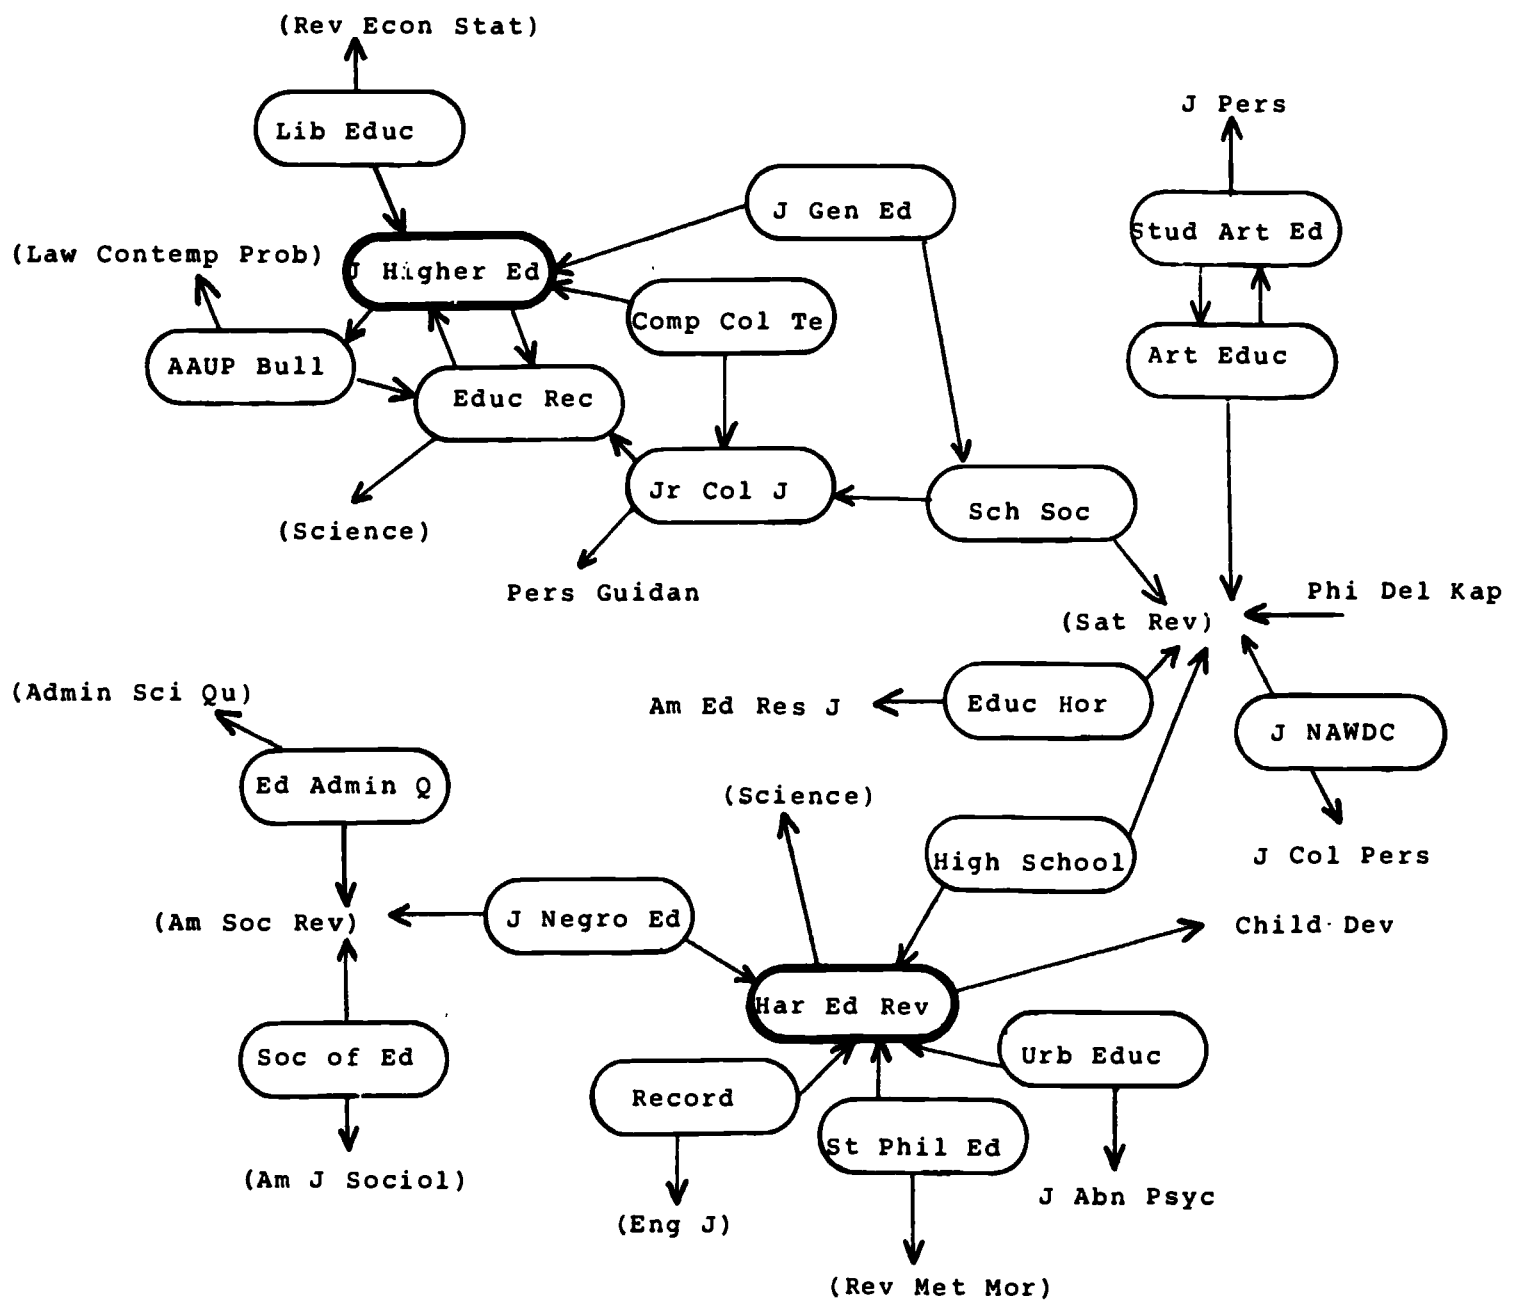 (Rev Econ Stat)
Lib Educ
J Pers
J Gen Ed
Stud Art Ed
(Law Contemp Prob)
J Higher Ed
Comp Col Te
AAUP Bull
Art Educ
Educ Rec
Jr Col J
Sch Soc
(Science)
Pers Guidan
Phi Del Kap
(Sat Rev)
(Admin Sci Qu)
Am Ed Res J
Educ Hor
J NAWDC
Ed Admin Q
(Science)
High School
J Col Pers
(Am Soc Rev)
J Negro Ed
Child Dev
Har Ed Rev
Soc of Ed
Urb Educ
Record
St Phil Ed
(Am J Sociol)
J Abn Psyc
(Eng J)
(Rev Met Mor)